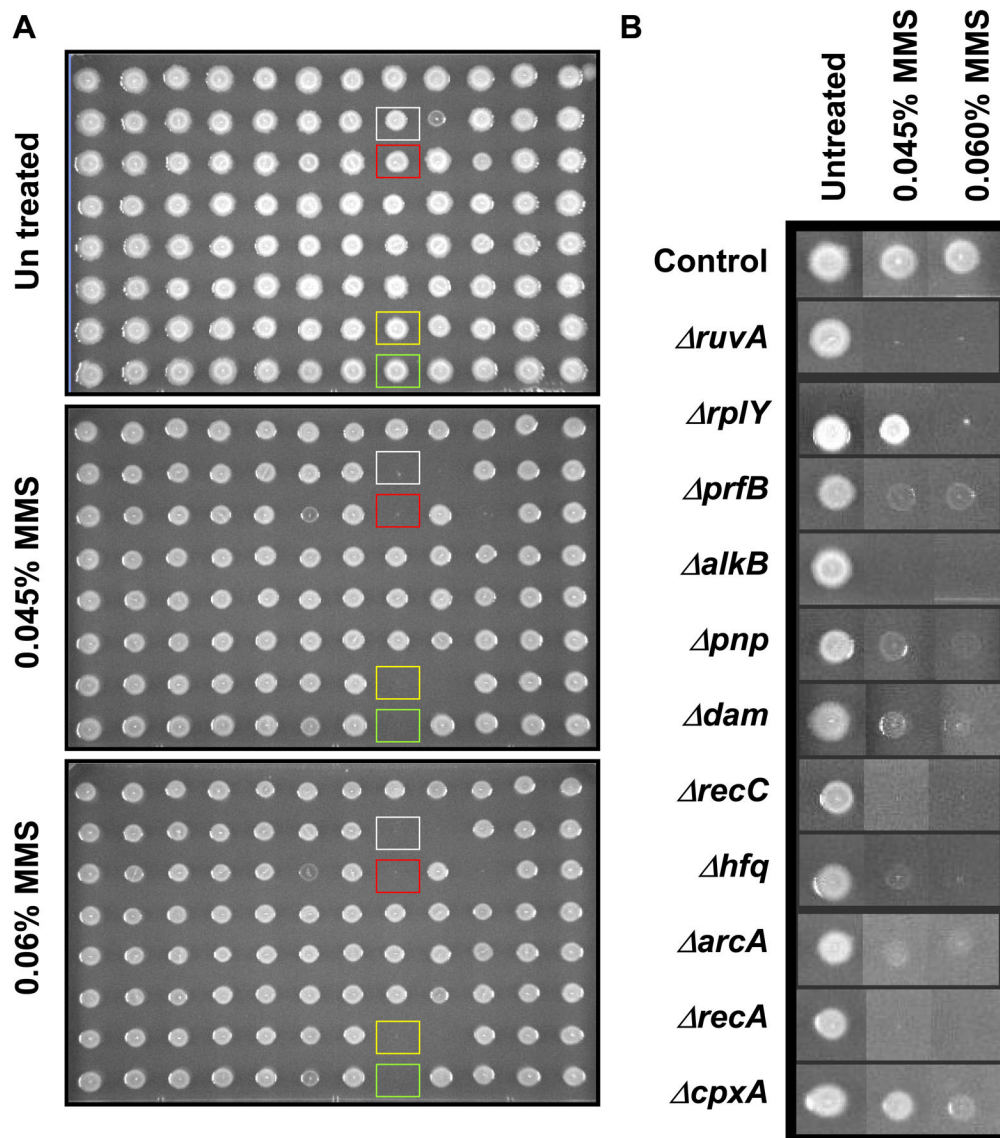 A
B
Un treated
0.045% MMS
0.06% MMS
Untreated
0.045% MMS
0.060% MMS
Control
ΔruvA
ΔrplY
ΔprfB
ΔalkB
Δpnp
Δdam
ΔrecC
Δhfq
ΔarcA
ΔrecA
ΔcpxA